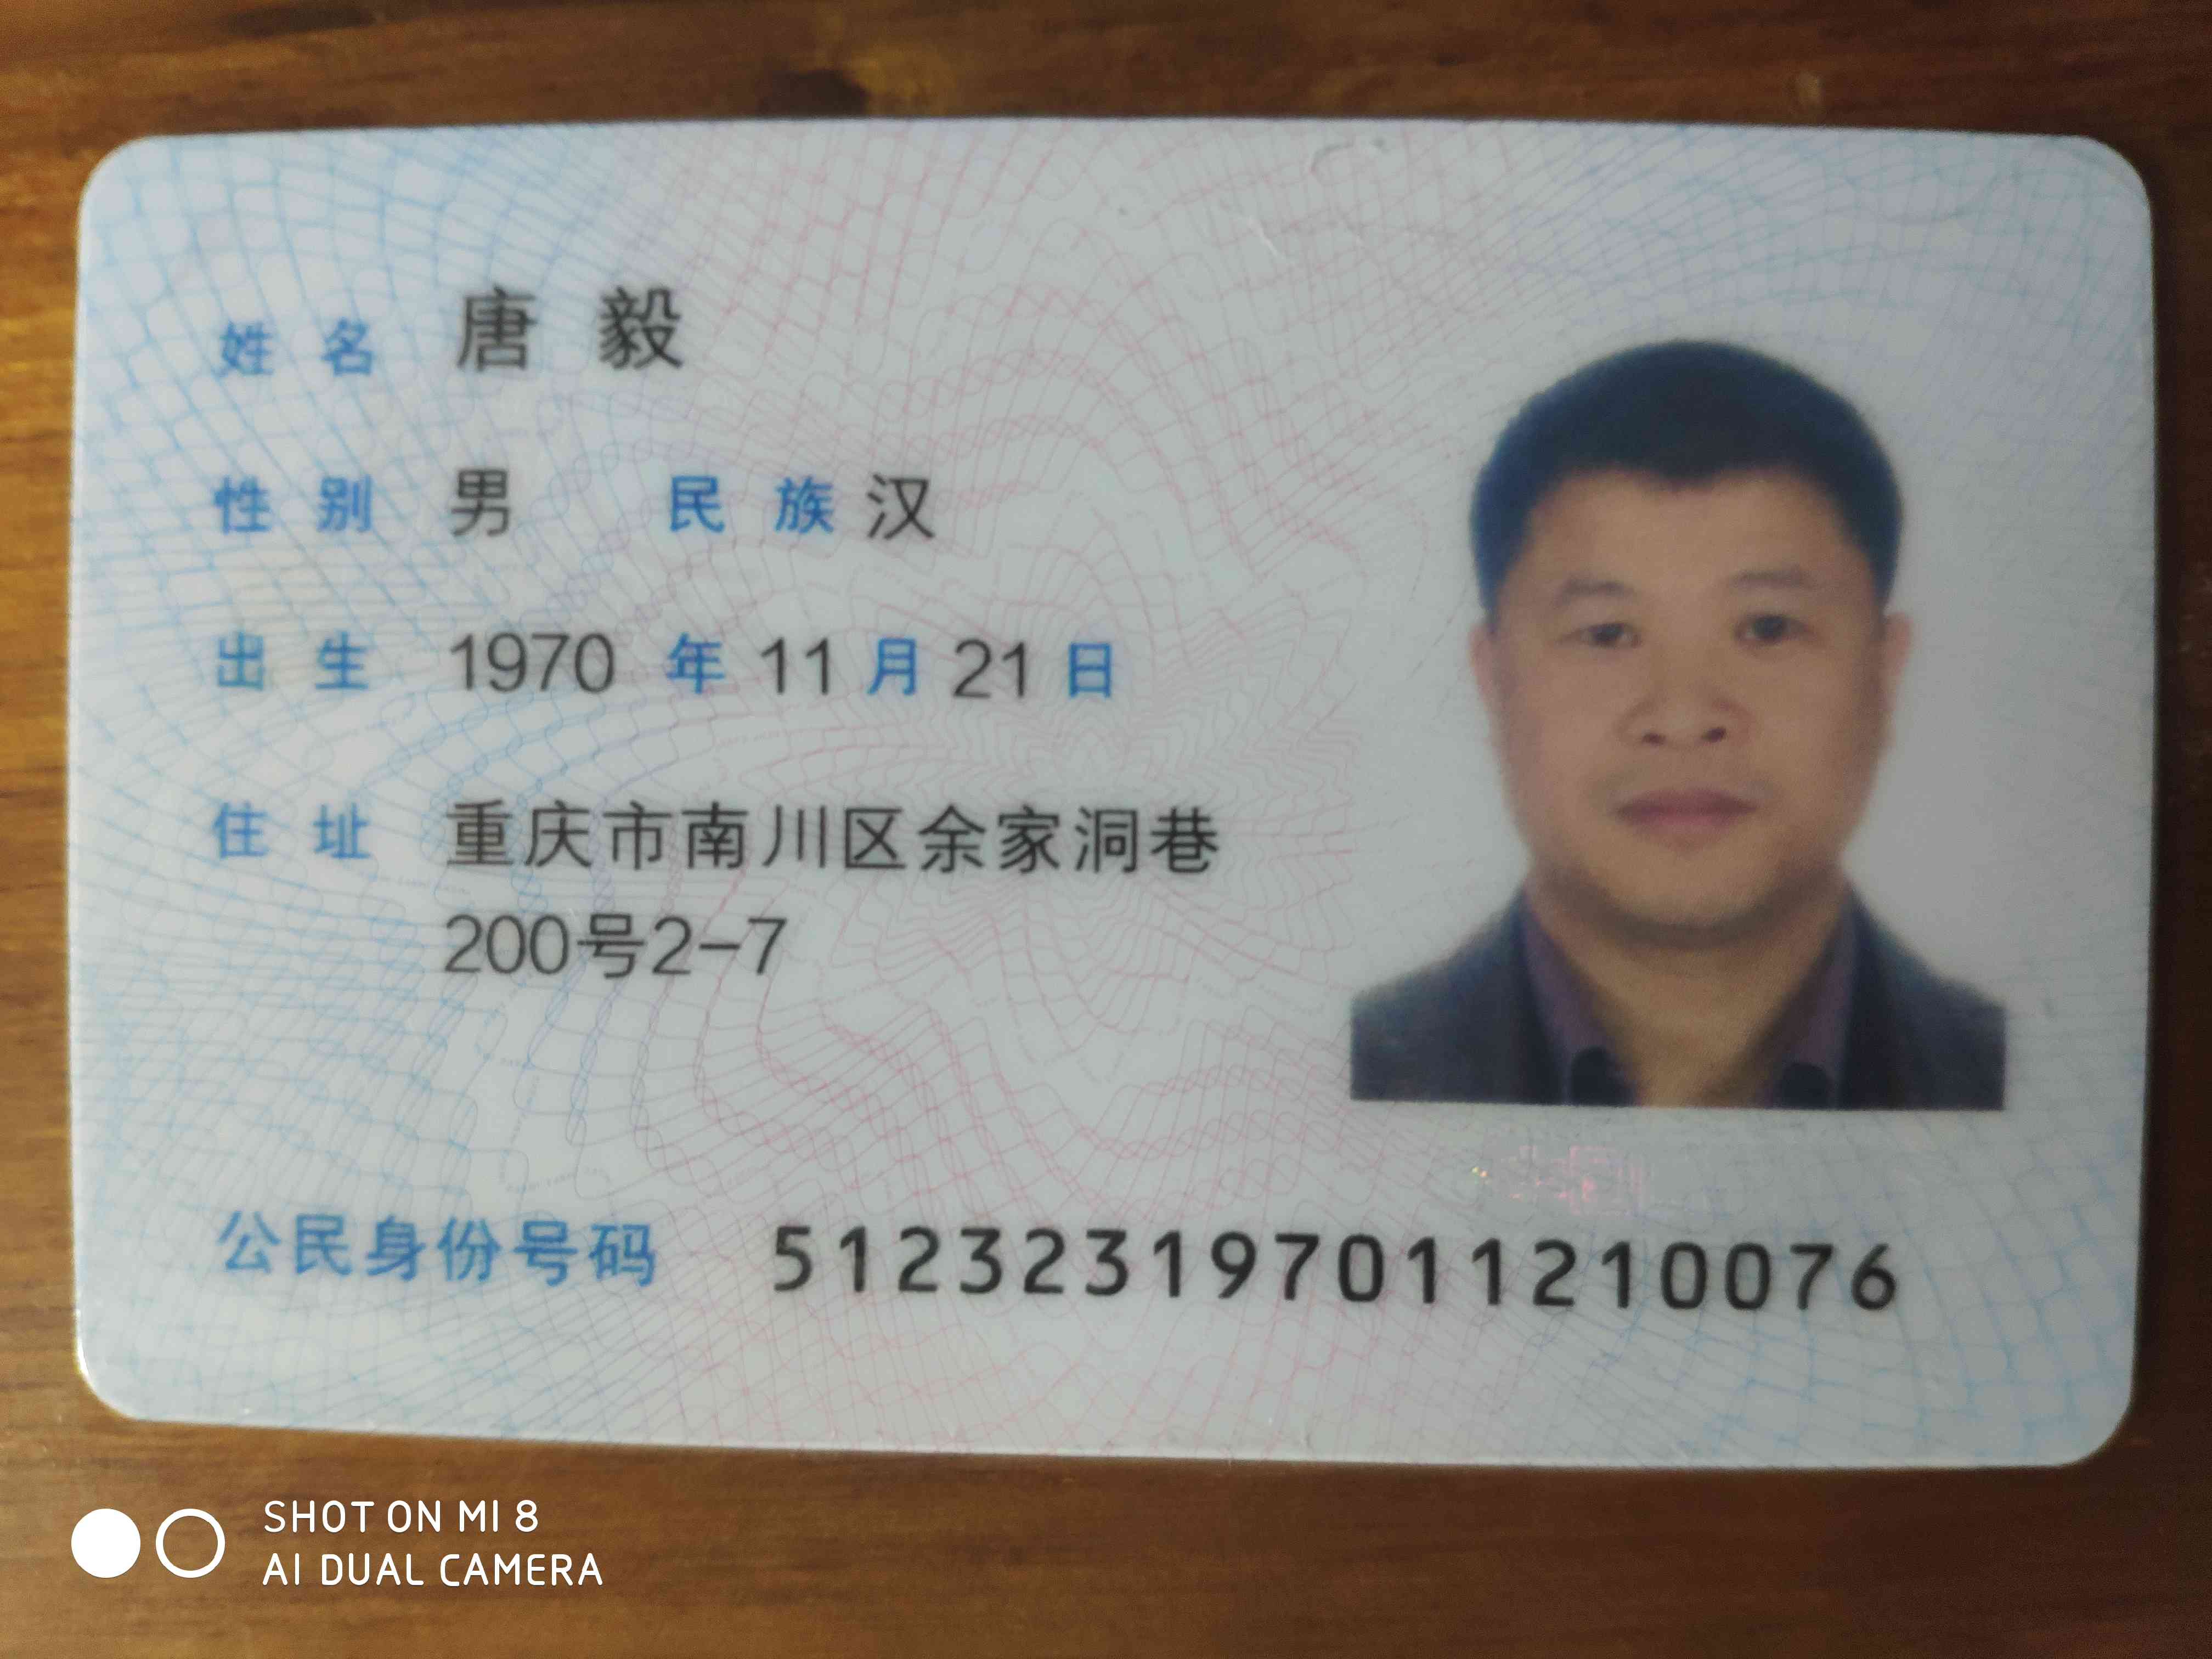 姓名 唐毅
性别 男 民族 汉
出生 1970 年 11 月 21 日
住址 重庆市南川区余家洞巷
200号2-7
公民身份号码 512323197011210076
SHOT ON MI 8
AI DUAL CAMERA